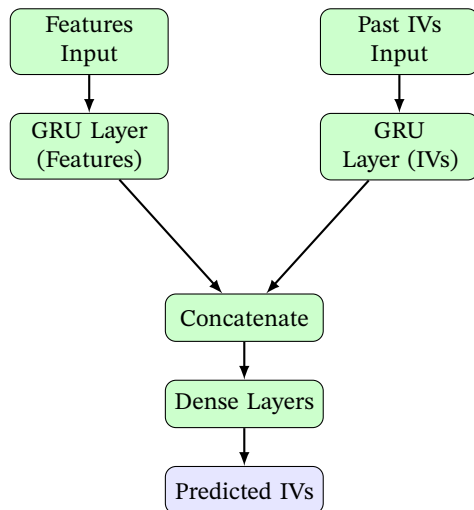 Features
Input
Past IVs
Input
GRU Layer
(Features)
GRU
Layer (IVs)
Concatenate
Dense Layers
Predicted IVs